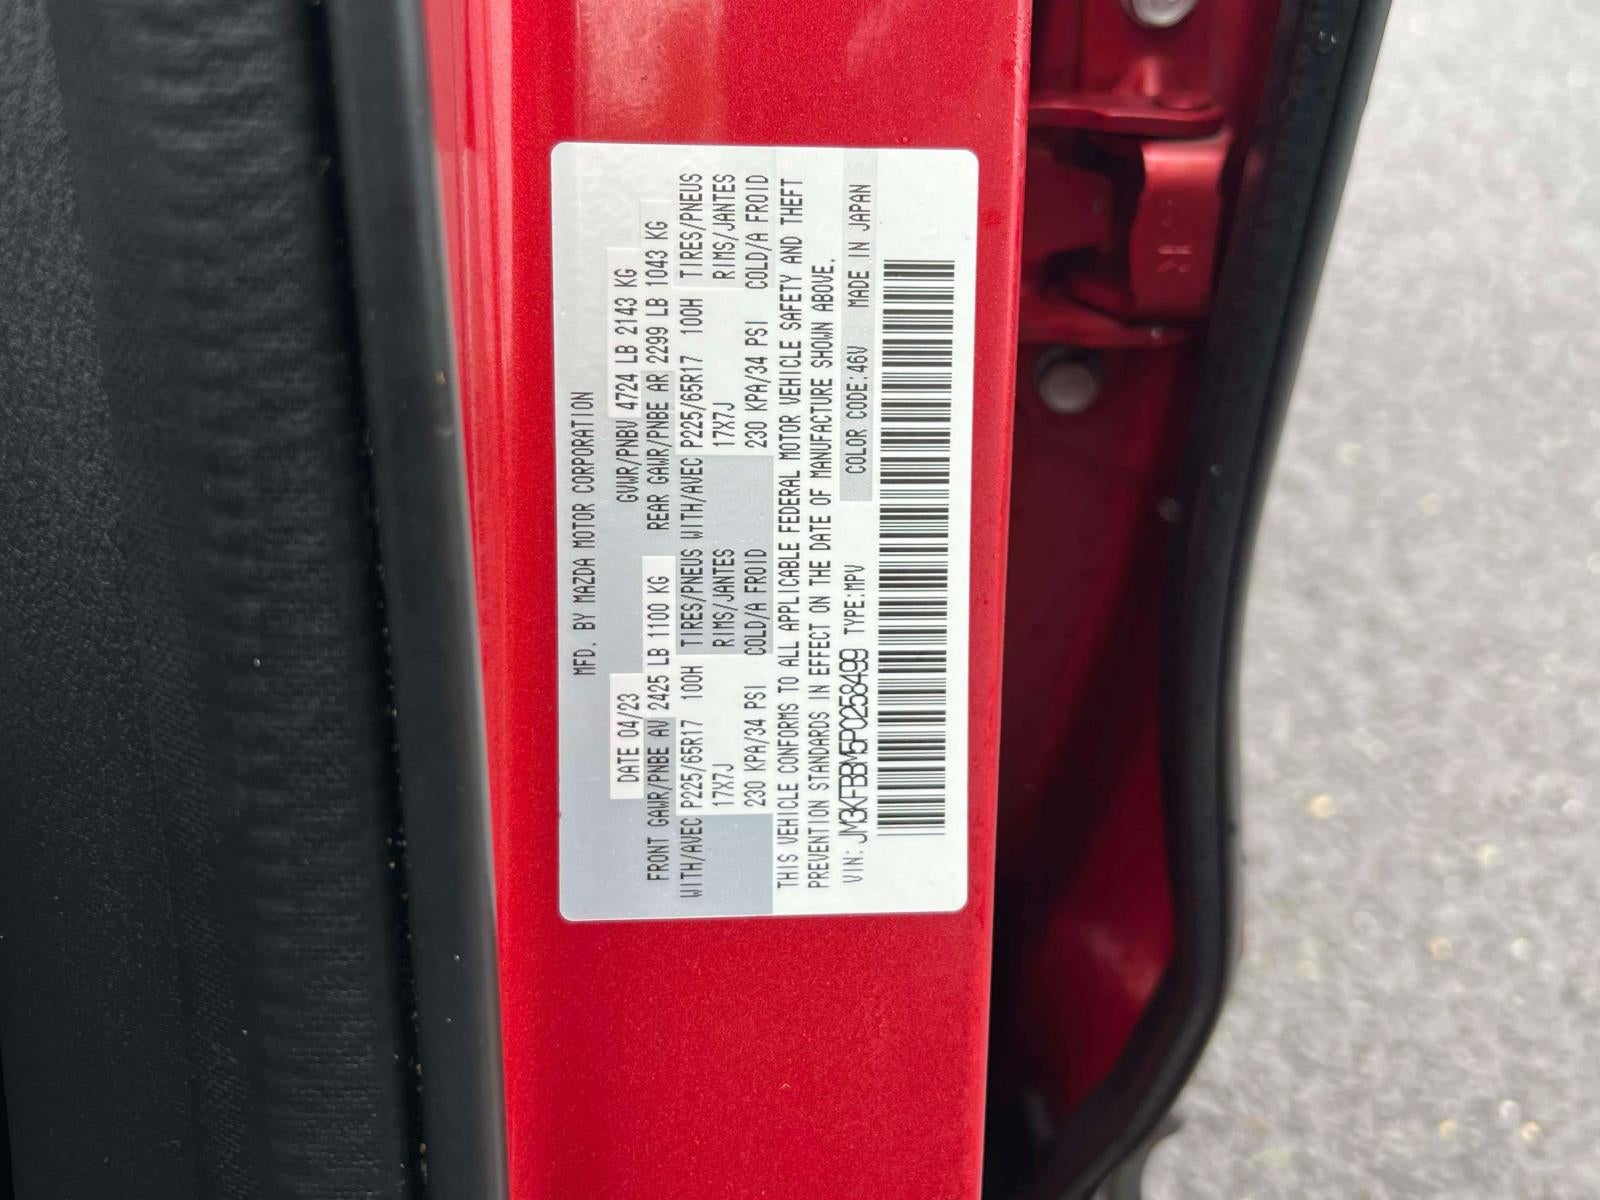 MFD. BY MAZDA MOTOR CORPORATION
DATE 04/23 GVWR/PNBV 4724 LB 2143 KG
FRONT GAWR/PNBE AV 2425 LB 1100 KG REAR GAWR/PNBE AR 2299 LB 1043 KG
WITH/AVEC P225/65R17 100H TIRES/PNEUS WITH/AVEC P225/65R17 100H TIRES/PNEUS
17X7J RIMS/JANTES 17X7J RIMS/JANTES
230 KPA/34 PSI COLD/A FROID 230 KPA/34 PSI COLD/A FROID
THIS VEHICLE CONFORMS TO ALL APPLICABLE FEDERAL MOTOR VEHICLE SAFETY AND THEFT
PREVENTION STANDARDS IN EFFECT ON THE DATE OF MANUFACTURE SHOWN ABOVE.
VIN: JM3KFBBM5P0258499 TYPE:MPV COLOR CODE:46V MADE IN JAPAN